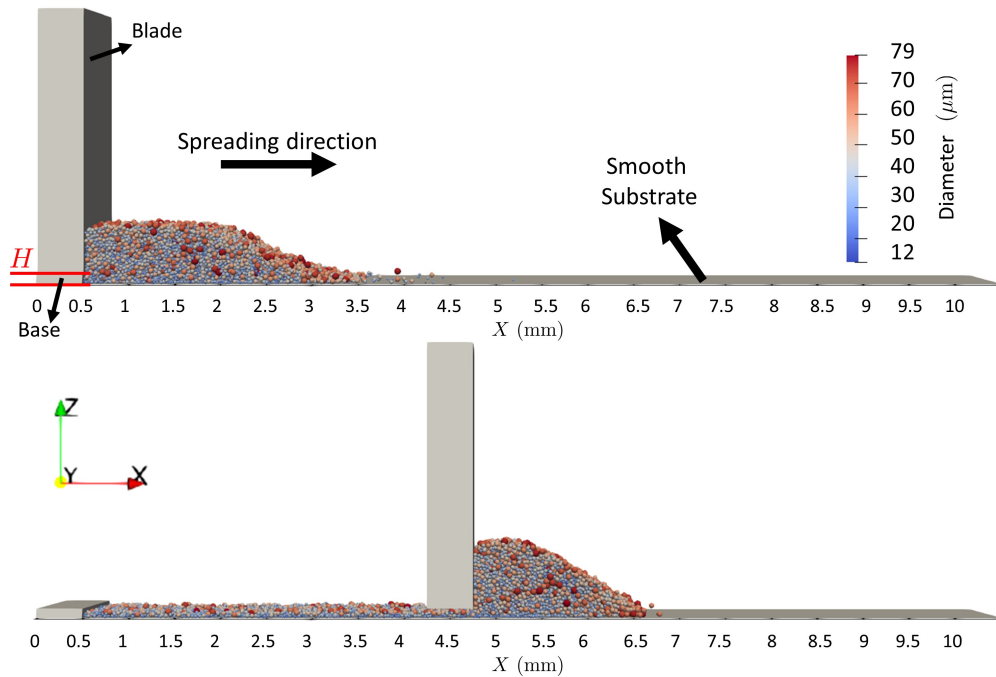 Blade
Spreading direction
Smooth
Substrate
79
70
60
50
40
30
20
12
Diameter (μm)
H
0 0.5 1 1.5 2 2.5 3 3.5 4 4.5 5 5.5 6 6.5 7 7.5 8 8.5 9 9.5 10
Base
X (mm)
Z
Y
X
0 0.5 1 1.5 2 2.5 3 3.5 4 4.5 5 5.5 6 6.5 7 7.5 8 8.5 9 9.5 10
X (mm)